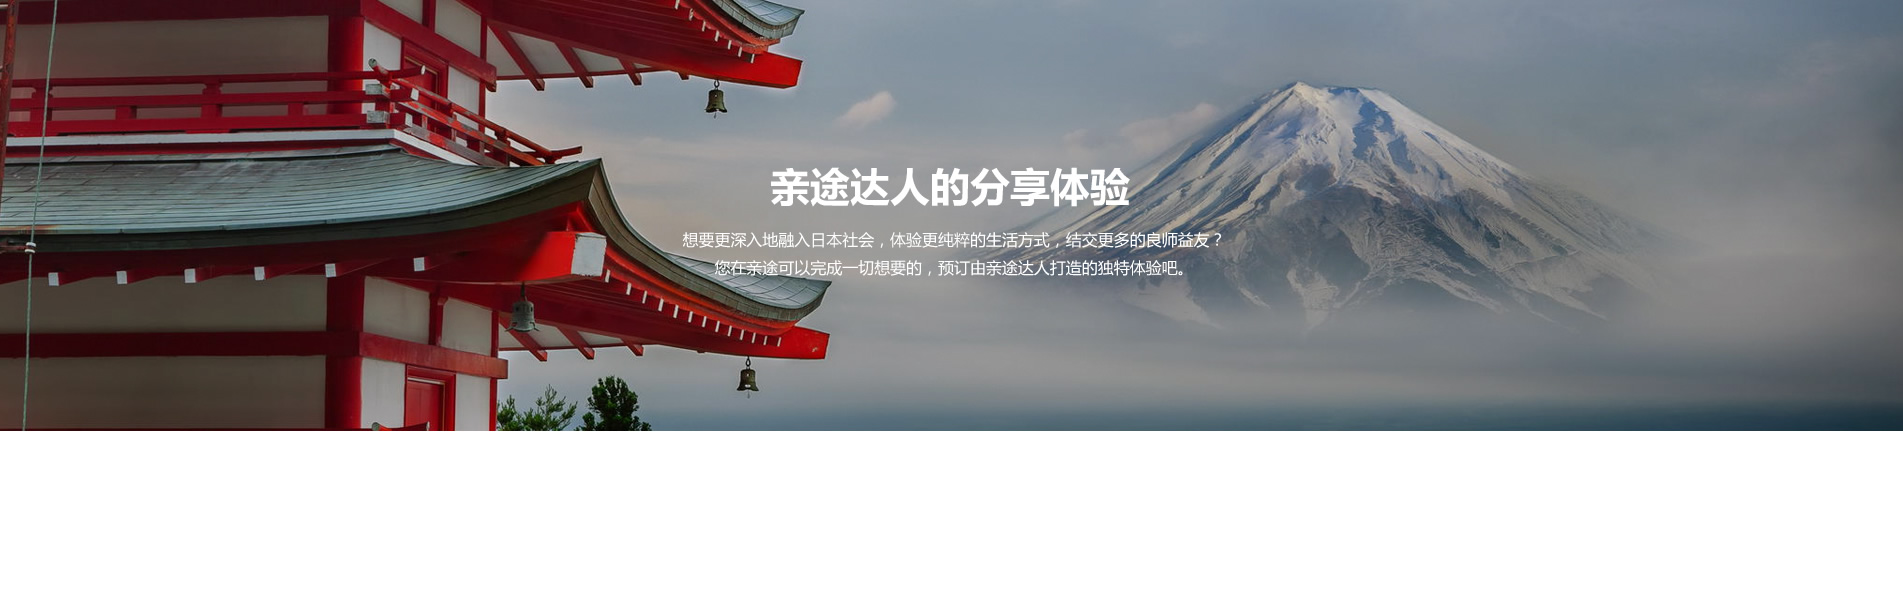 亲途达人的分享体验
想要更深入地融入日本社会，体验更纯粹的生活方式，结交更多的良师益友？
您在亲途可以完成一切想要的，预订由亲途达人打造的独特体验吧。